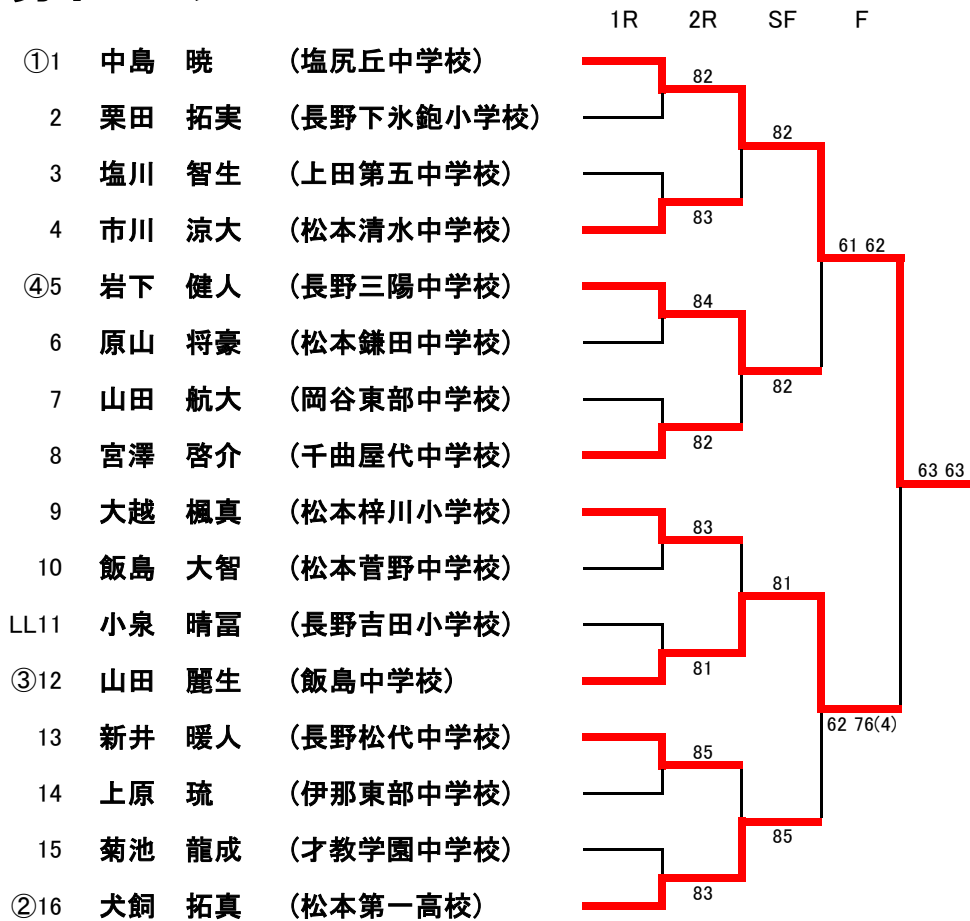 1R 2R SF F
①1 中島 暁 (塩尻丘中学校)
82
2 栗田 拓実 (長野下氷鉋小学校)
82
3 塩川 智生 (上田第五中学校)
83
4 市川 涼大 (松本清水中学校)
61 62
④5 岩下 健人 (長野三陽中学校)
84
6 原山 将豪 (松本鎌田中学校)
82
7 山田 航大 (岡谷東部中学校)
82
8 宮澤 啓介 (千曲屋代中学校)
63 63
9 大越 楓真 (松本梓川小学校)
83
10 飯島 大智 (松本菅野中学校)
81
LL11 小泉 晴冨 (長野吉田小学校)
81
③12 山田 麗生 (飯島中学校)
62 76(4)
13 新井 暖人 (長野松代中学校)
85
14 上原 琉 (伊那東部中学校)
85
15 菊池 龍成 (才教学園中学校)
83
②16 犬飼 拓真 (松本第一高校)